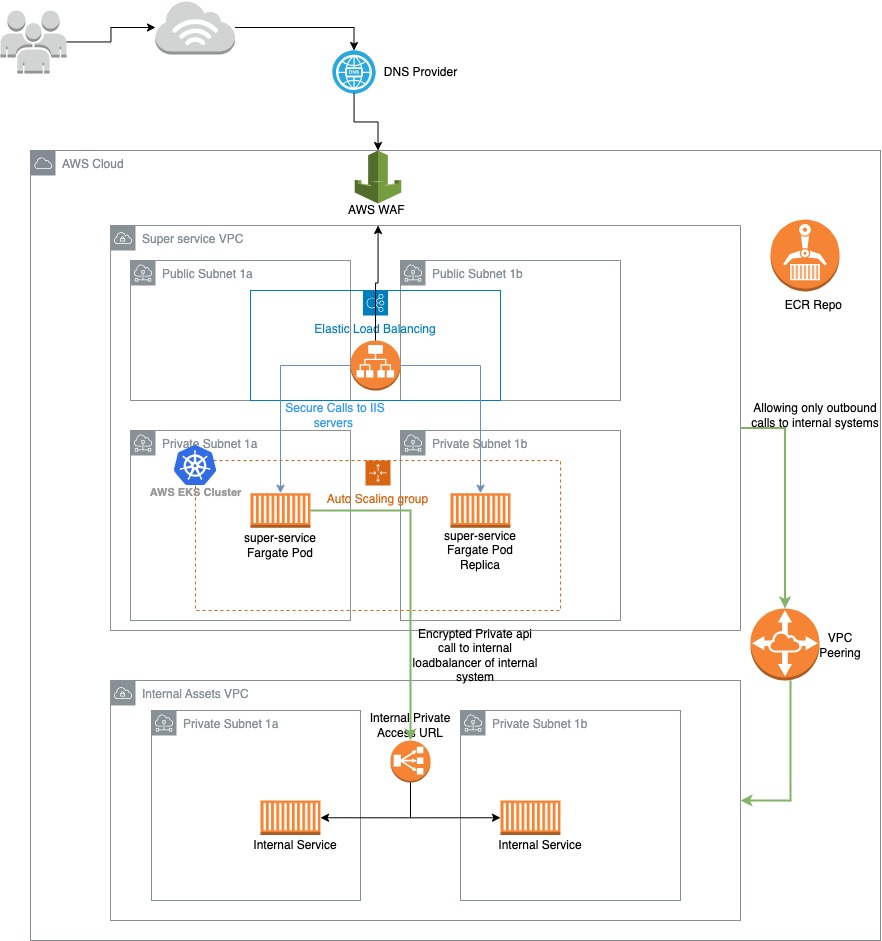 DNS
DNS Provider
AWS Cloud
AWS WAF
Super service VPC
Public Subnet 1a
Public Subnet 1b
ECR Repo
Elastic Load Balancing
Secure Calls to IIS
servers
Allowing only outbound
calls to internal systems
Private Subnet 1a
Private Subnet 1b
AWS EKS Cluster
Auto Scaling group
super-service
Fargate Pod
super-service
Fargate Pod
Replica
Encrypted Private api
call to internal
loadbalancer of internal
system
VPC
Peering
Internal Assets VPC
Private Subnet 1a
Internal Private
Access URL
Private Subnet 1b
Internal Service
Internal Service